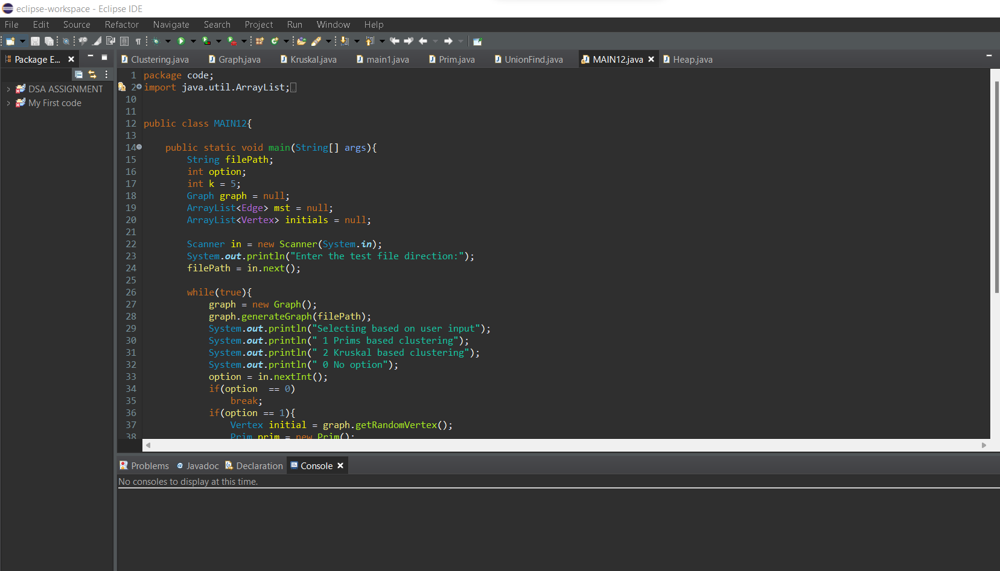 eclipse-workspace - Eclipse IDE
File Edit Source Refactor Navigate Search Project Run Window Help
Package E...
Clustering.java Graph.java Kruskal.java main1.java Prim.java UnionFind.java MAIN12.java Heap.java
DSA ASSIGNMENT
My First code
1 package code;
2 import java.util.ArrayList;
10
11
12 public class MAIN12{
13
14     public static void main(String[] args){
15         String filePath;
16         int option;
17         int k = 5;
18         Graph graph = null;
19         ArrayList<Edge> mst = null;
20         ArrayList<Vertex> initials = null;
21
22         Scanner in = new Scanner(System.in);
23         System.out.println("Enter the test file direction:");
24         filePath = in.next();
25
26         while(true){
27             graph = new Graph();
28             graph.generateGraph(filePath);
29             System.out.println("Selecting based on user input");
30             System.out.println(" 1 Prims based clustering");
31             System.out.println(" 2 Kruskal based clustering");
32             System.out.println(" 0 No option");
33             option = in.nextInt();
34             if(option  == 0)
35                 break;
36             if(option == 1){
37                 Vertex initial = graph.getRandomVertex();
38                 Prim prim = new Prim();
Problems Javadoc Declaration Console
No consoles to display at this time.